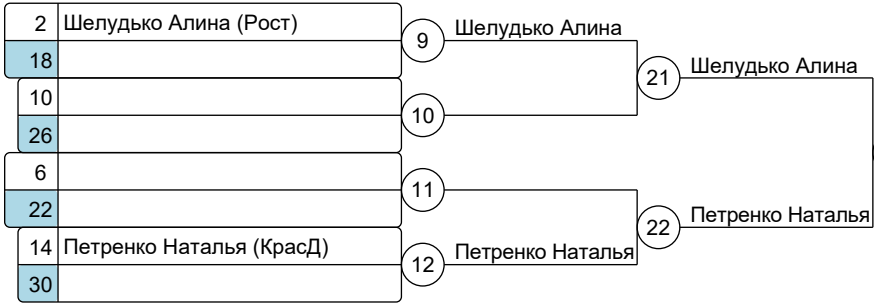 2 Шелудько Алина (Рост)
9 Шелудько Алина
18
21 Шелудько Алина
10
10
26
6
11
22
22 Петренко Наталья
14 Петренко Наталья (КрасД)
12 Петренко Наталья
30